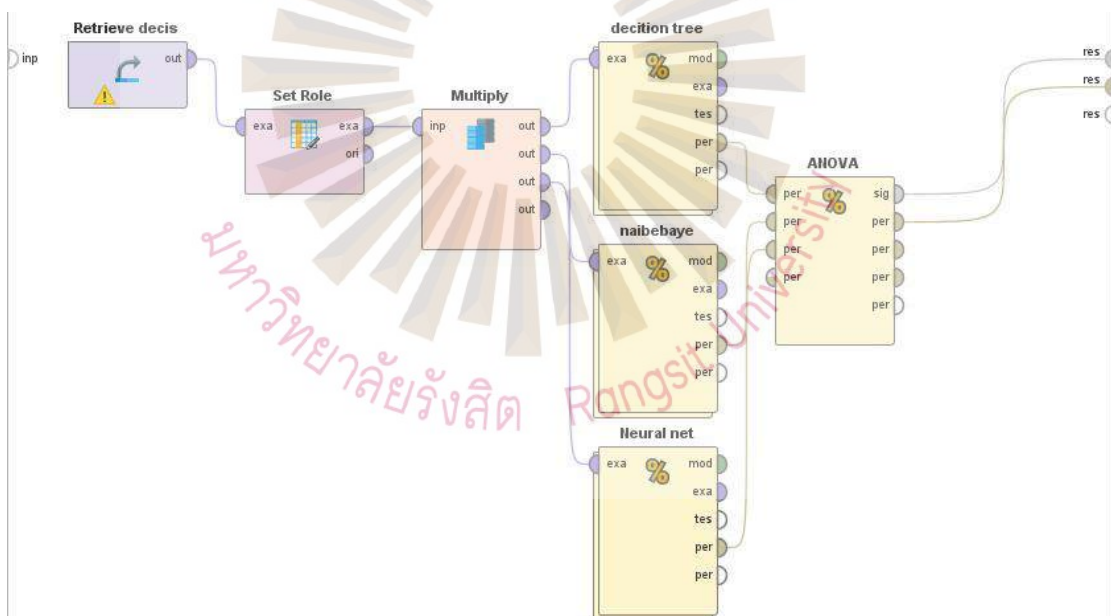 inp
Retrieve decis
out
Set Role
exa
exa
ori
Multiply
inp
out
out
out
out
decition tree
exa
mod
exa
tes
per
per
naibebaye
exa
mod
exa
tes
per
per
Neural net
exa
mod
exa
tes
per
per
ANOVA
per
sig
per
per
per
per
per
per
per
res
res
res
มหาวิทยาลัยรังสิต
Rangsit University